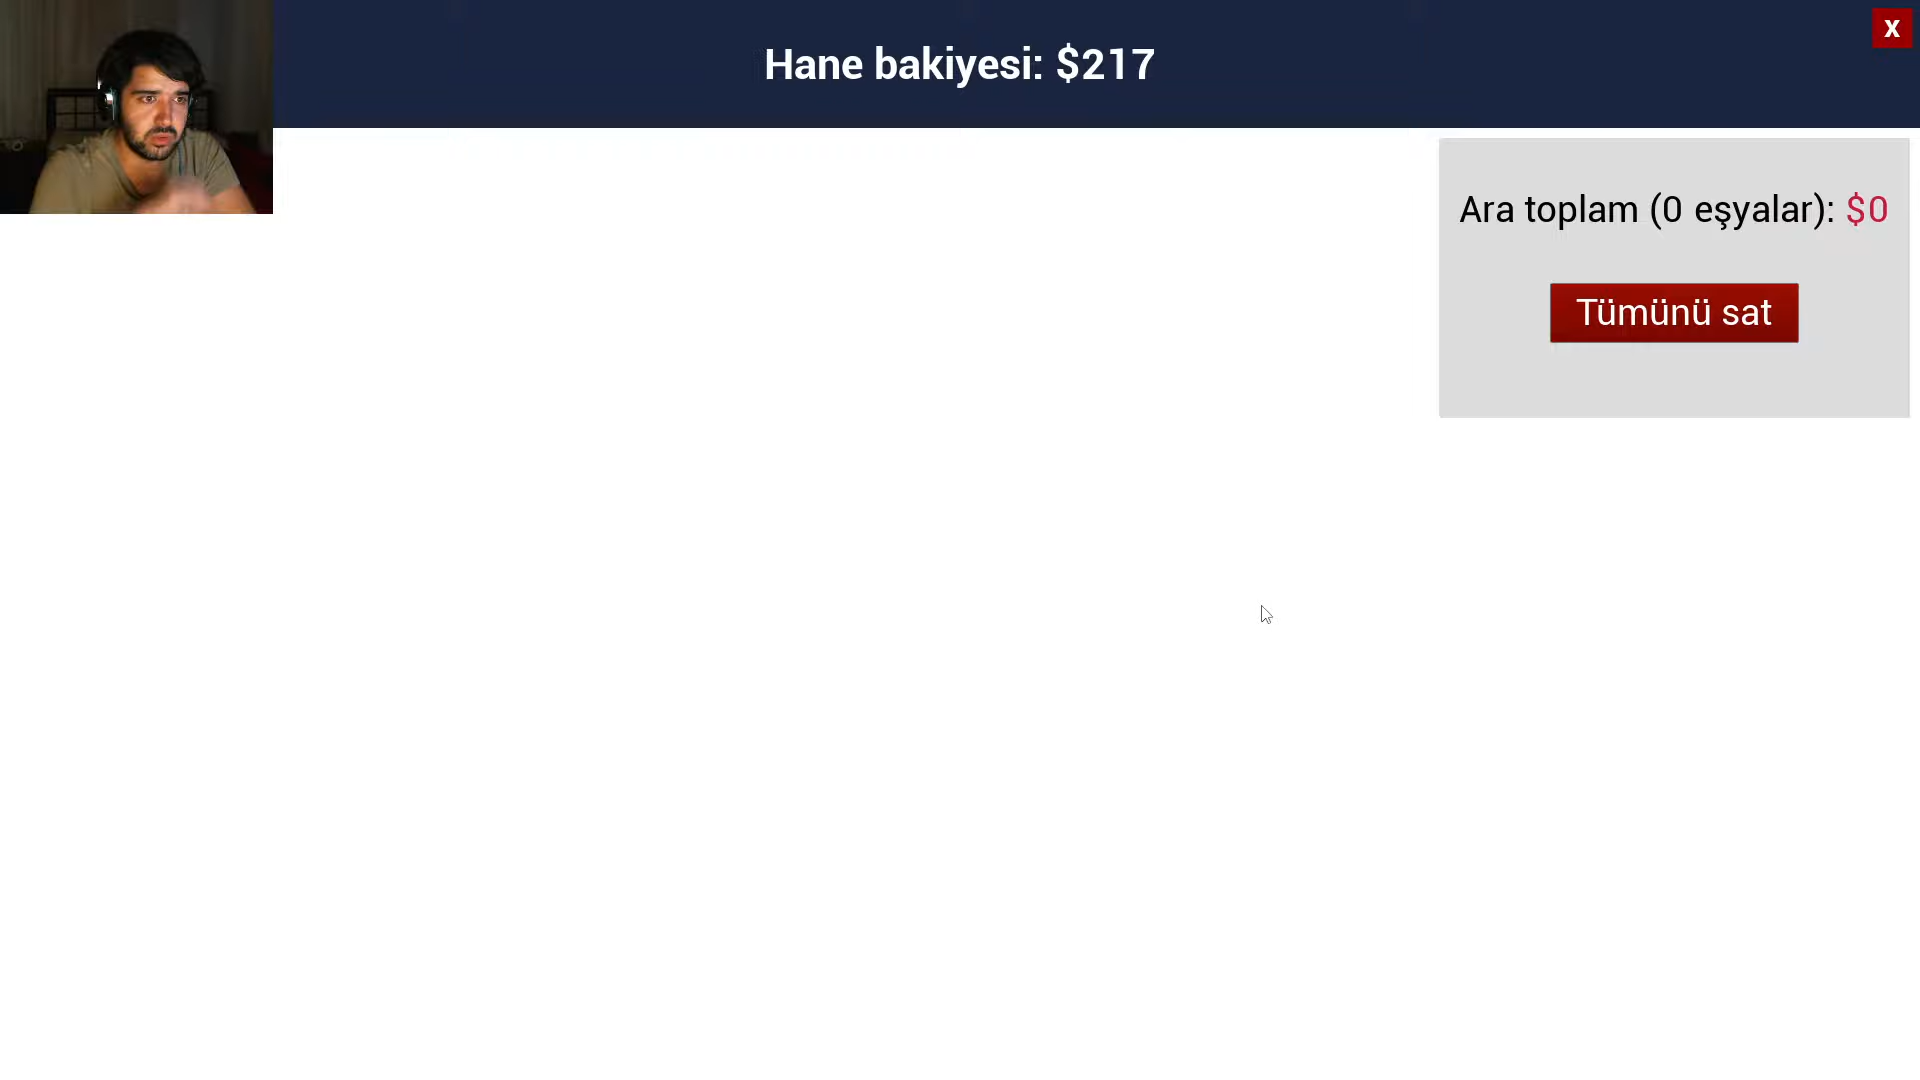 Hane bakiyesi: $217
X
Ara toplam (0 eşyalar): $0
Tümünü sat